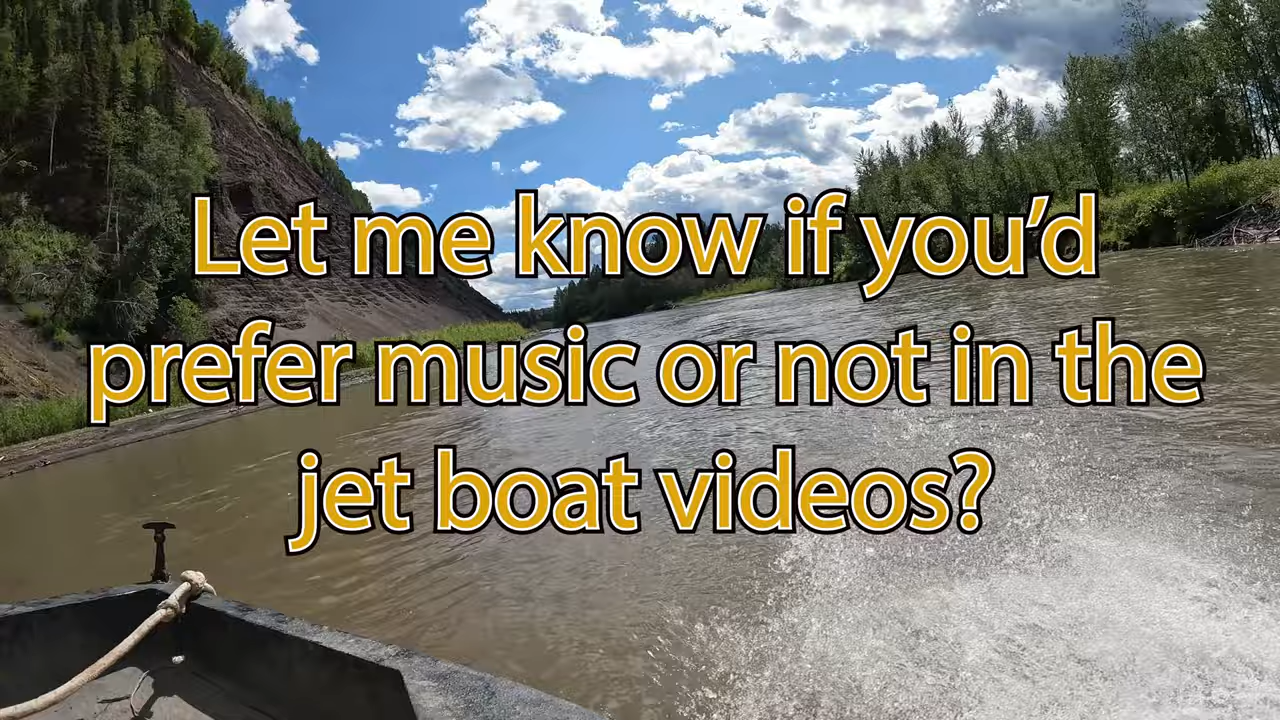 Let me know if you’d
prefer music or not in the
jet boat videos?